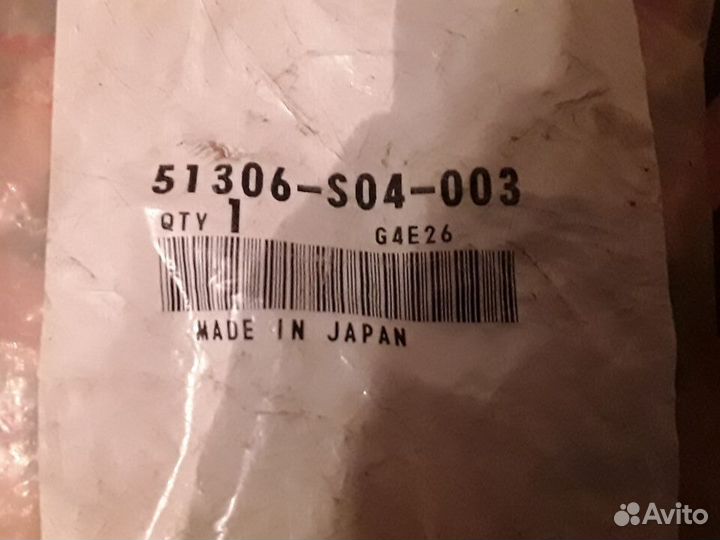 51306-S04-003
QTY 1 G4E26
MADE IN JAPAN
Avito